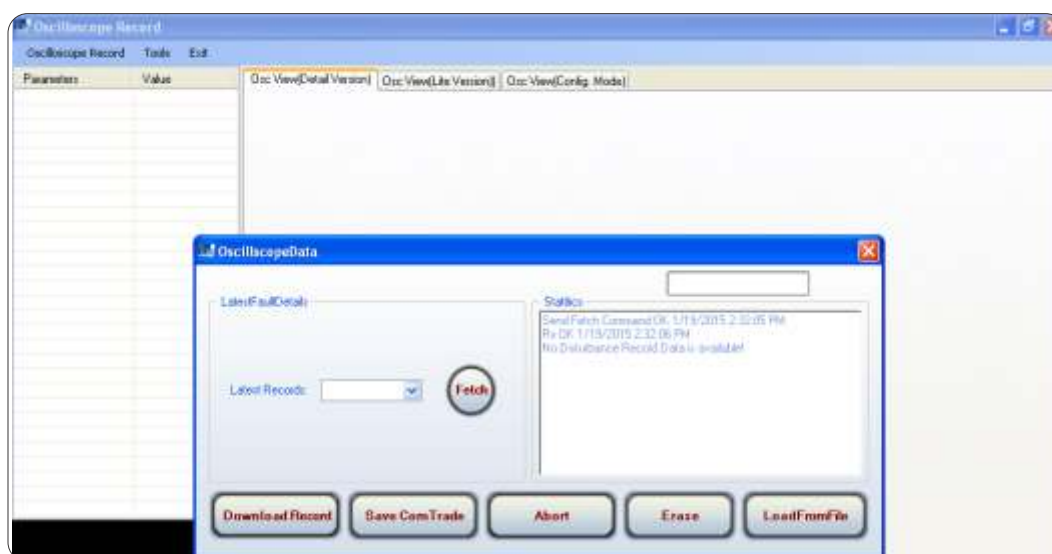 Oscilloscope Record
Oscilloscope Record Tools Exit
Parameters Value
Osc View(Detail Version) Osc View(Lite Version) Osc View(Config. Mode)
OscillscopeData
LatestFaultDetails
Latest Records:
Fetch
Statitics
Send Fetch Command OK 1/19/2015 2:32:05 PM
Rx OK 1/19/2015 2:32:06 PM
No Disturbance Record Data is available!
Download Record Save ComTrade Abort Erase LoadFromFile